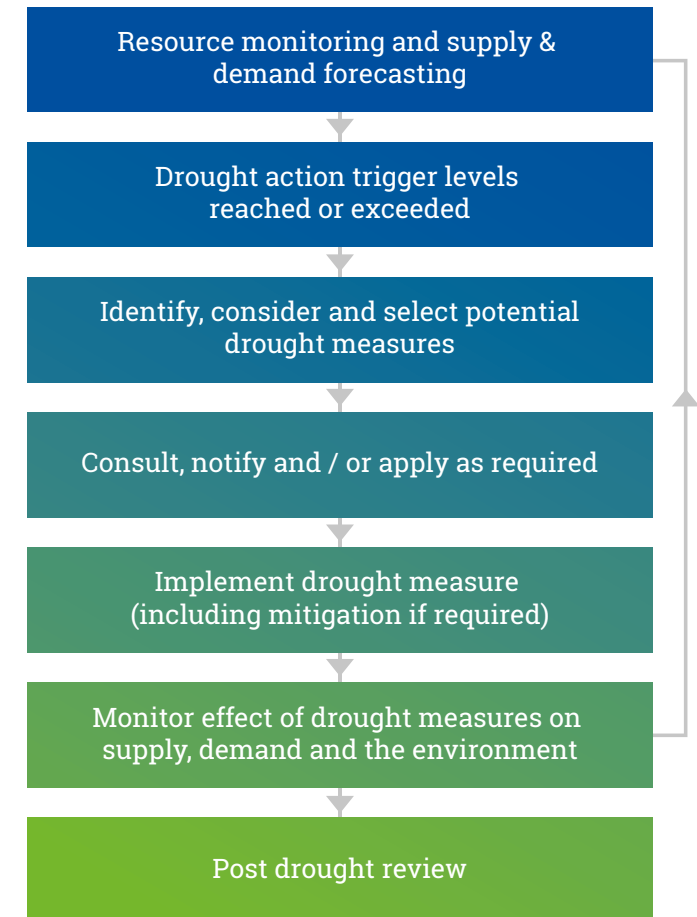 Resource monitoring and supply &
demand forecasting
Drought action trigger levels
reached or exceeded
Identify, consider and select potential
drought measures
Consult, notify and / or apply as required
Implement drought measure
(including mitigation if required)
Monitor effect of drought measures on
supply, demand and the environment
Post drought review